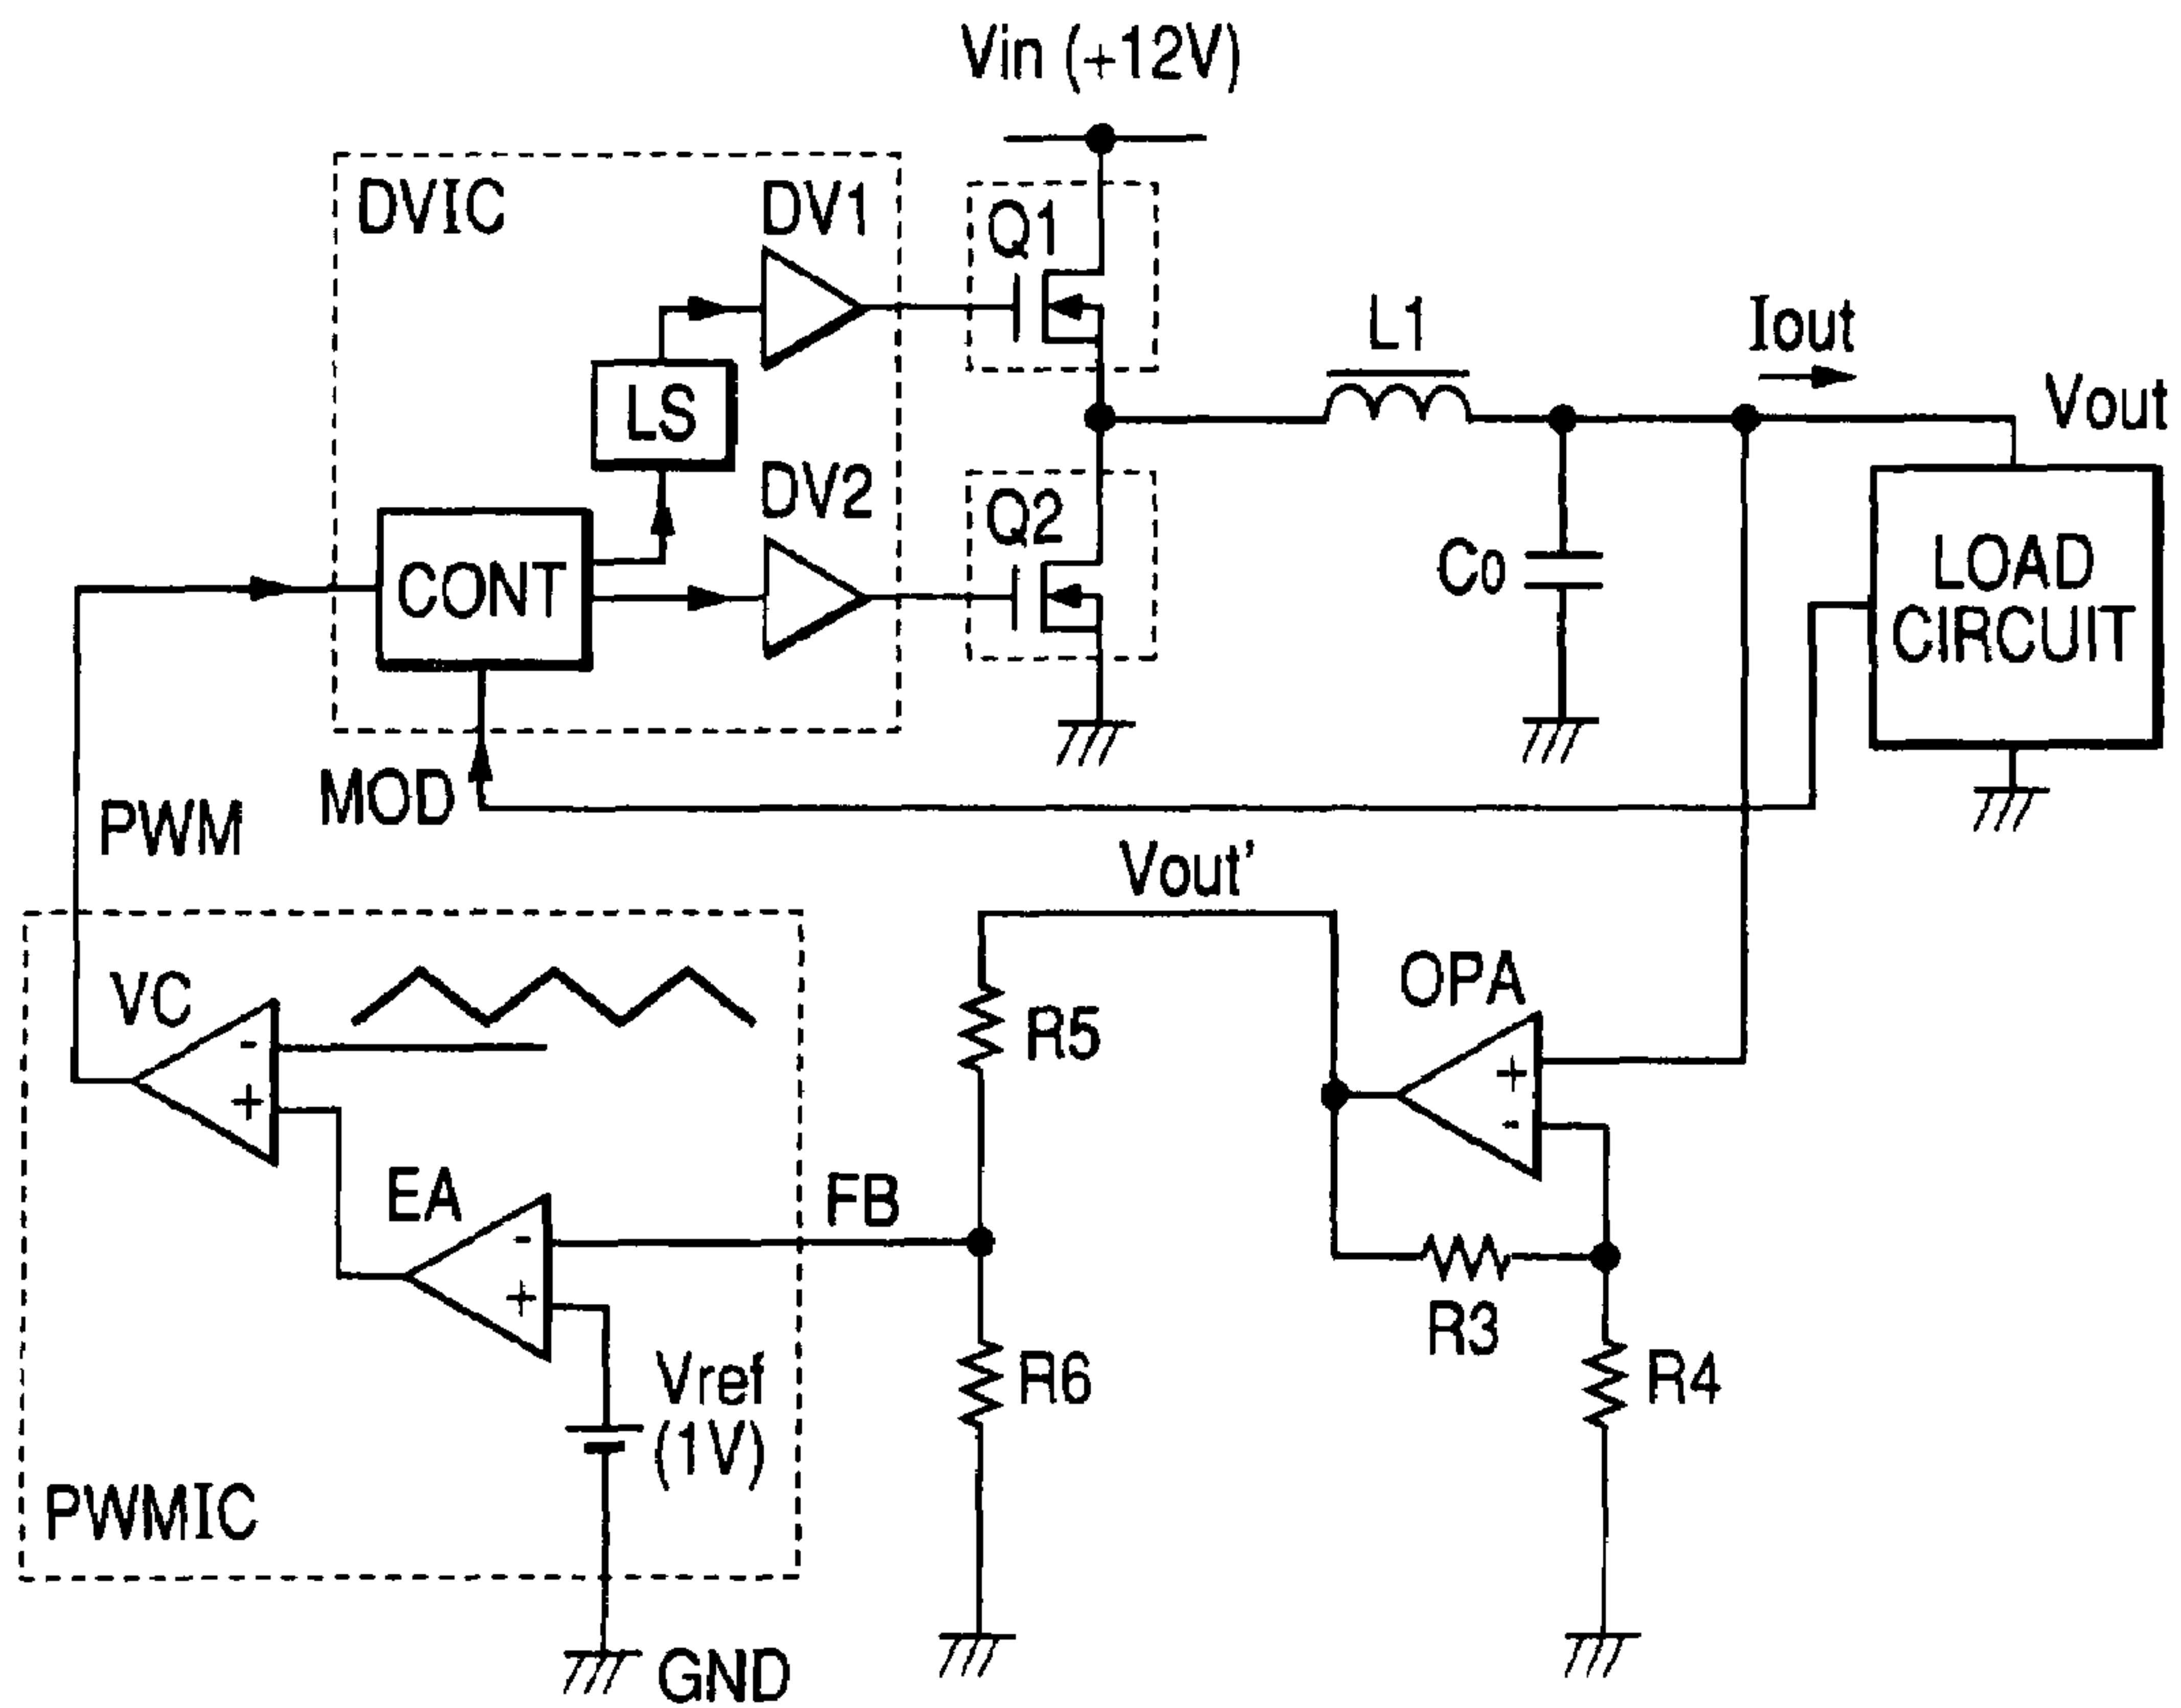 Vin (+12V)
DVIC
DV1
Q1
L1
Iout
Vout
LS
DV2
Q2
CONT
Co
LOAD
CIRCUIT
MOD
PWM
Vout'
VC
-
+
OPA
+
-
R5
EA
-
+
FB
R3
Vref
(1V)
R6
R4
PWMIC
GND